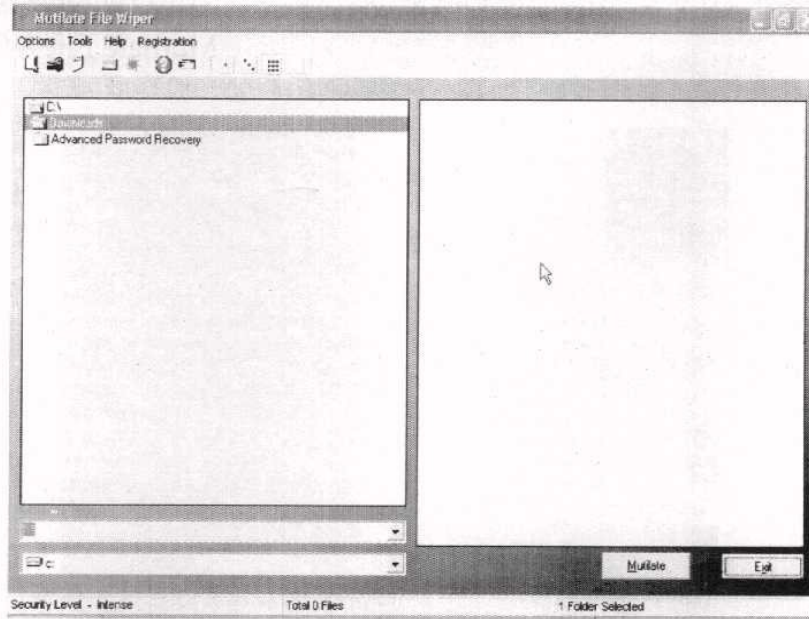 Mutilate File Wiper
Options Tools Help Registration
C:\
Downloads
Advanced Password Recovery
c:
Mutilate Exit
Security Level - Intense Total 0 Files 1 Folder Selected